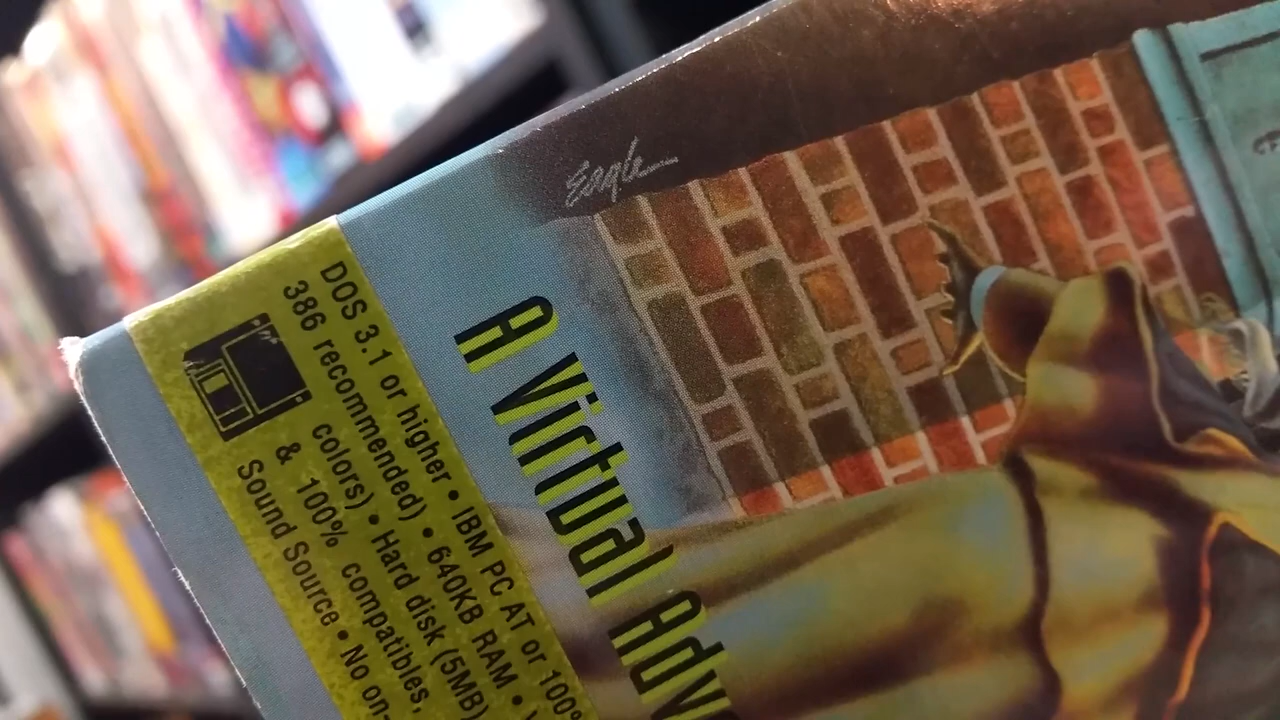 Eagle
A Virtual Adv
DOS 3.1 or higher • IBM PC AT or 100%
386 recommended) • 640KB RAM •
colors) • Hard disk (5MB)
& 100% compatibles,
Sound Source • No on-